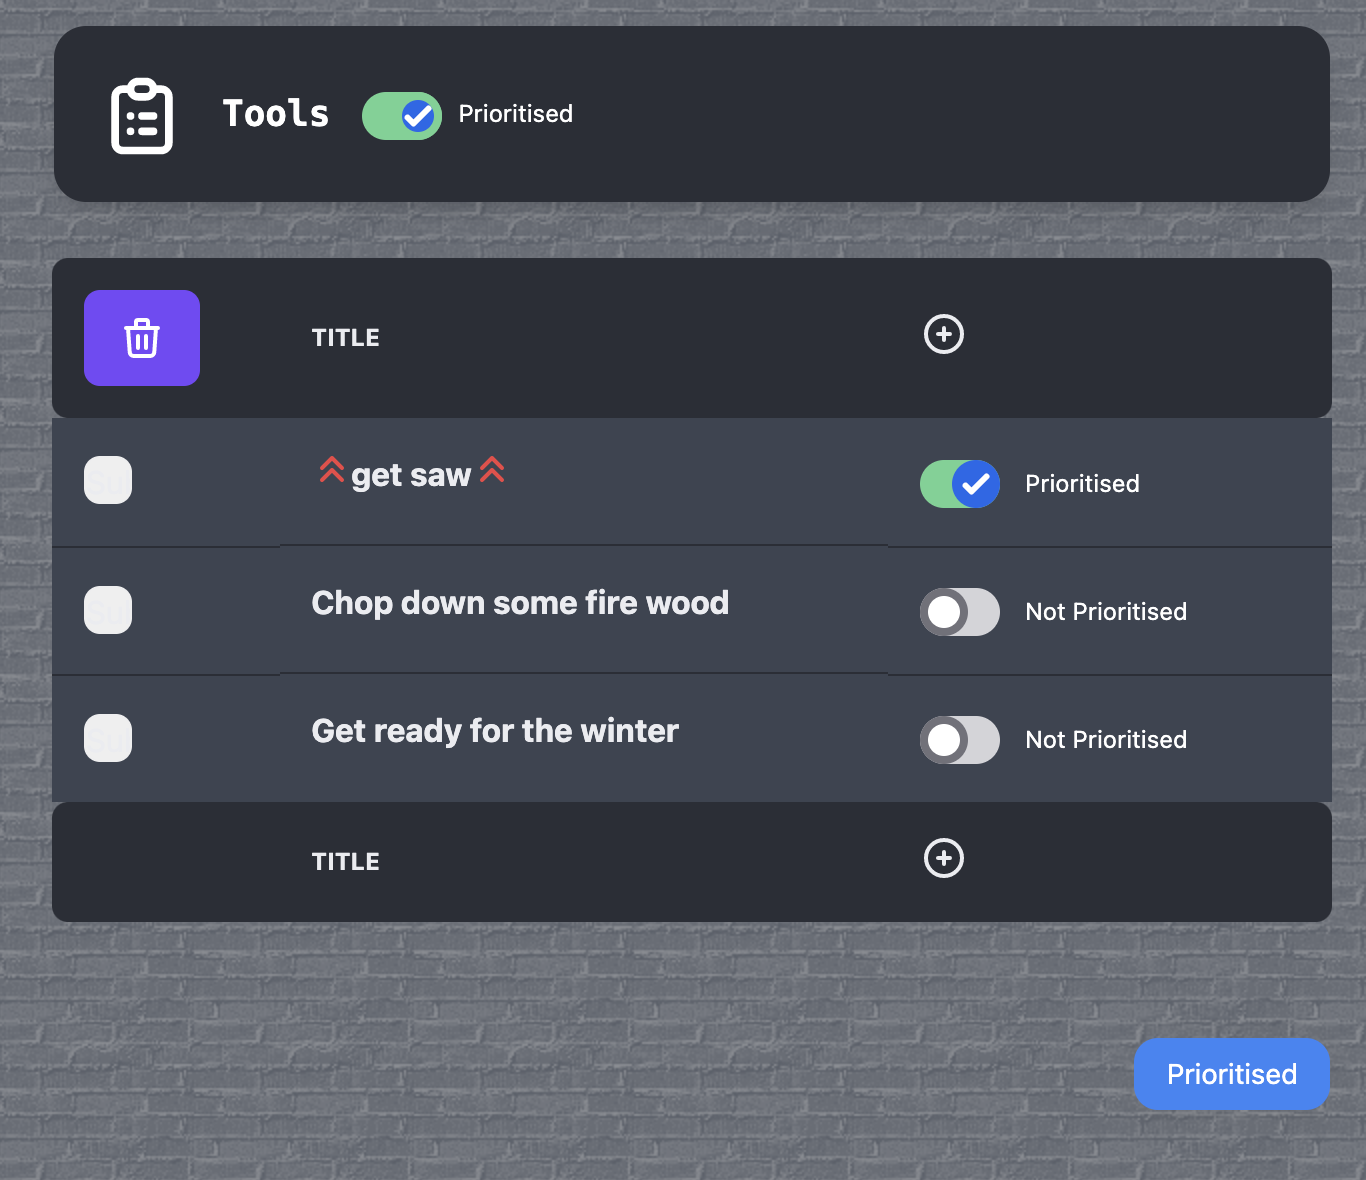 Tools Prioritised
TITLE
get saw Prioritised
Chop down some fire wood Not Prioritised
Get ready for the winter Not Prioritised
TITLE
Prioritised